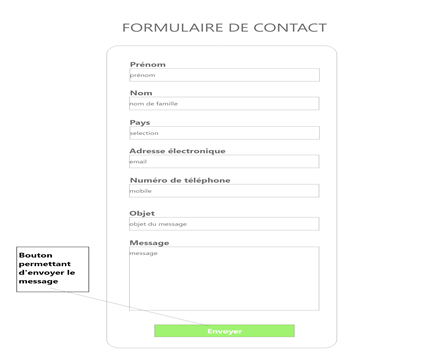 FORMULAIRE DE CONTACT
Prénom
prénom
Nom
nom de famille
Pays
selection
Adresse électronique
email
Numéro de téléphone
mobile
Objet
objet du message
Message
message
Bouton
permettant
d'envoyer le
message
Envoyer